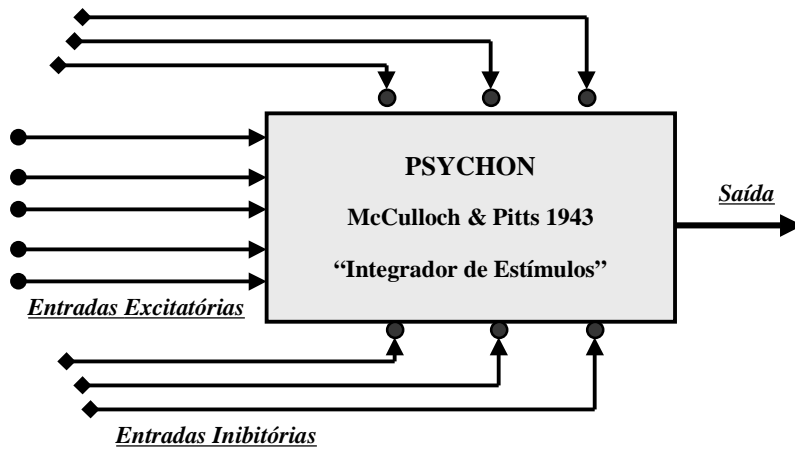 PSYCHON
McCulloch & Pitts 1943
“Integrador de Estímulos”
Saída
Entradas Excitatórias
Entradas Inibitórias